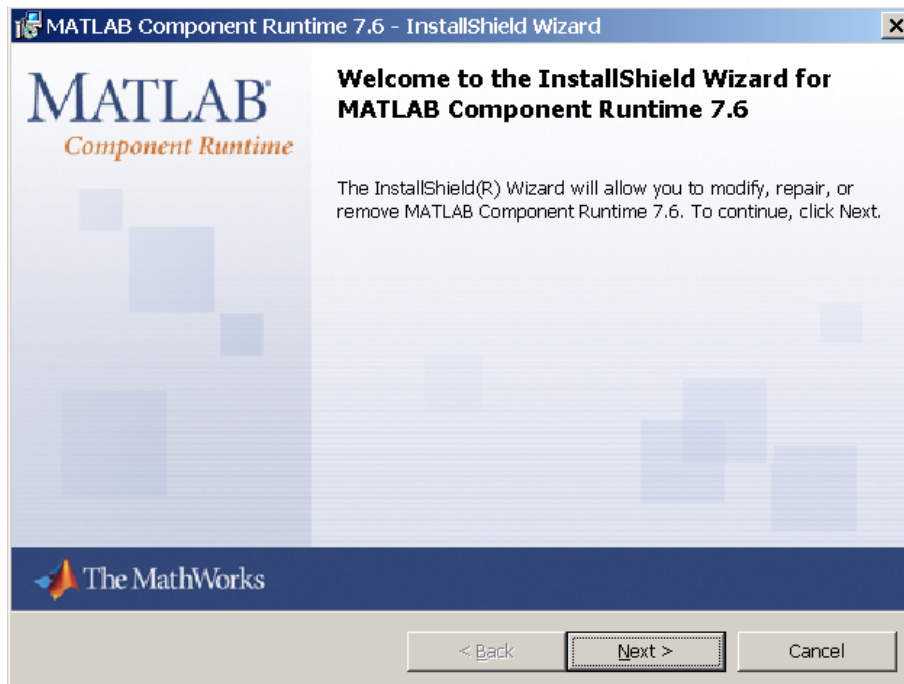 MATLAB Component Runtime 7.6 - InstallShield Wizard
MATLAB
Component Runtime
Welcome to the InstallShield Wizard for
MATLAB Component Runtime 7.6
The InstallShield(R) Wizard will allow you to modify, repair, or
remove MATLAB Component Runtime 7.6. To continue, click Next.
The MathWorks
< Back
Next >
Cancel